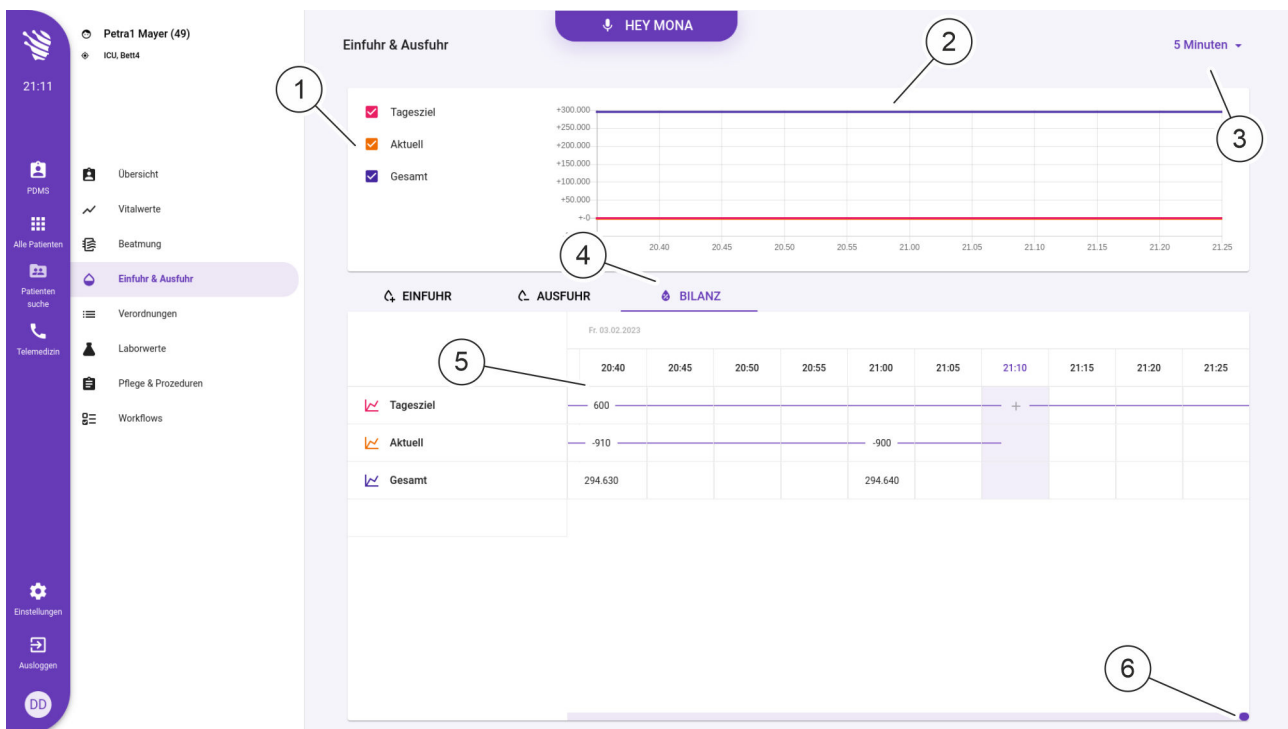 HEY MONA
Petra1 Mayer (49)
ICU, Bett4
21:11
PDMS
Alle Patienten
Patienten
suche
Telemedizin
Einstellungen
Ausloggen
DD
Übersicht
Vitalwerte
Beatmung
Einfuhr & Ausfuhr
Verordnungen
Laborwerte
Pflege & Prozeduren
Workflows
Einfuhr & Ausfuhr
5 Minuten
1
2
3
Tagesziel
Aktuell
Gesamt
+300.000
+250.000
+200.000
+150.000
+100.000
+50.000
+-0
20.40 20.45 20.50 20.55 21.00 21.05 21.10 21.15 21.20 21.25
4
EINFUHR AUSFUHR BILANZ
Fr. 03.02.2023
5
20:40 20:45 20:50 20:55 21:00 21:05 21:10 21:15 21:20 21:25
Tagesziel 600 +
Aktuell -910 -900
Gesamt 294.630 294.640
6